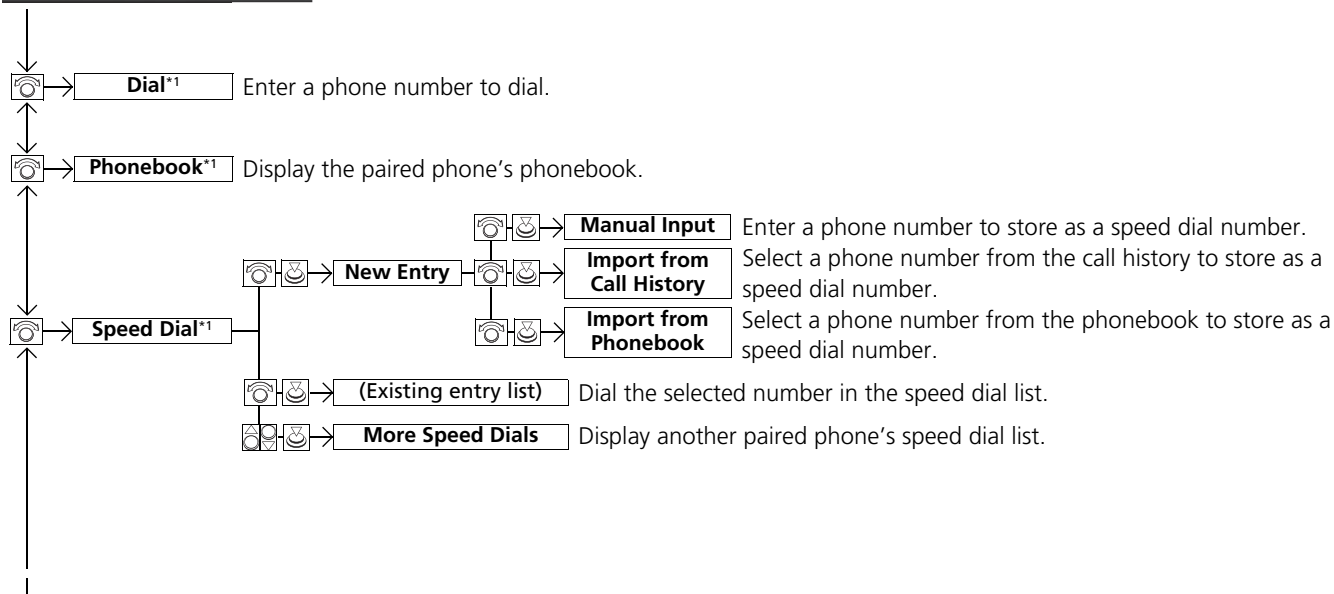 Dial*1 Enter a phone number to dial.
Phonebook*1 Display the paired phone’s phonebook.
Manual Input Enter a phone number to store as a speed dial number.
New Entry
Import from
Call History
Select a phone number from the call history to store as a
speed dial number.
Speed Dial*1
Import from
Phonebook
Select a phone number from the phonebook to store as a
speed dial number.
(Existing entry list) Dial the selected number in the speed dial list.
More Speed Dials Display another paired phone’s speed dial list.